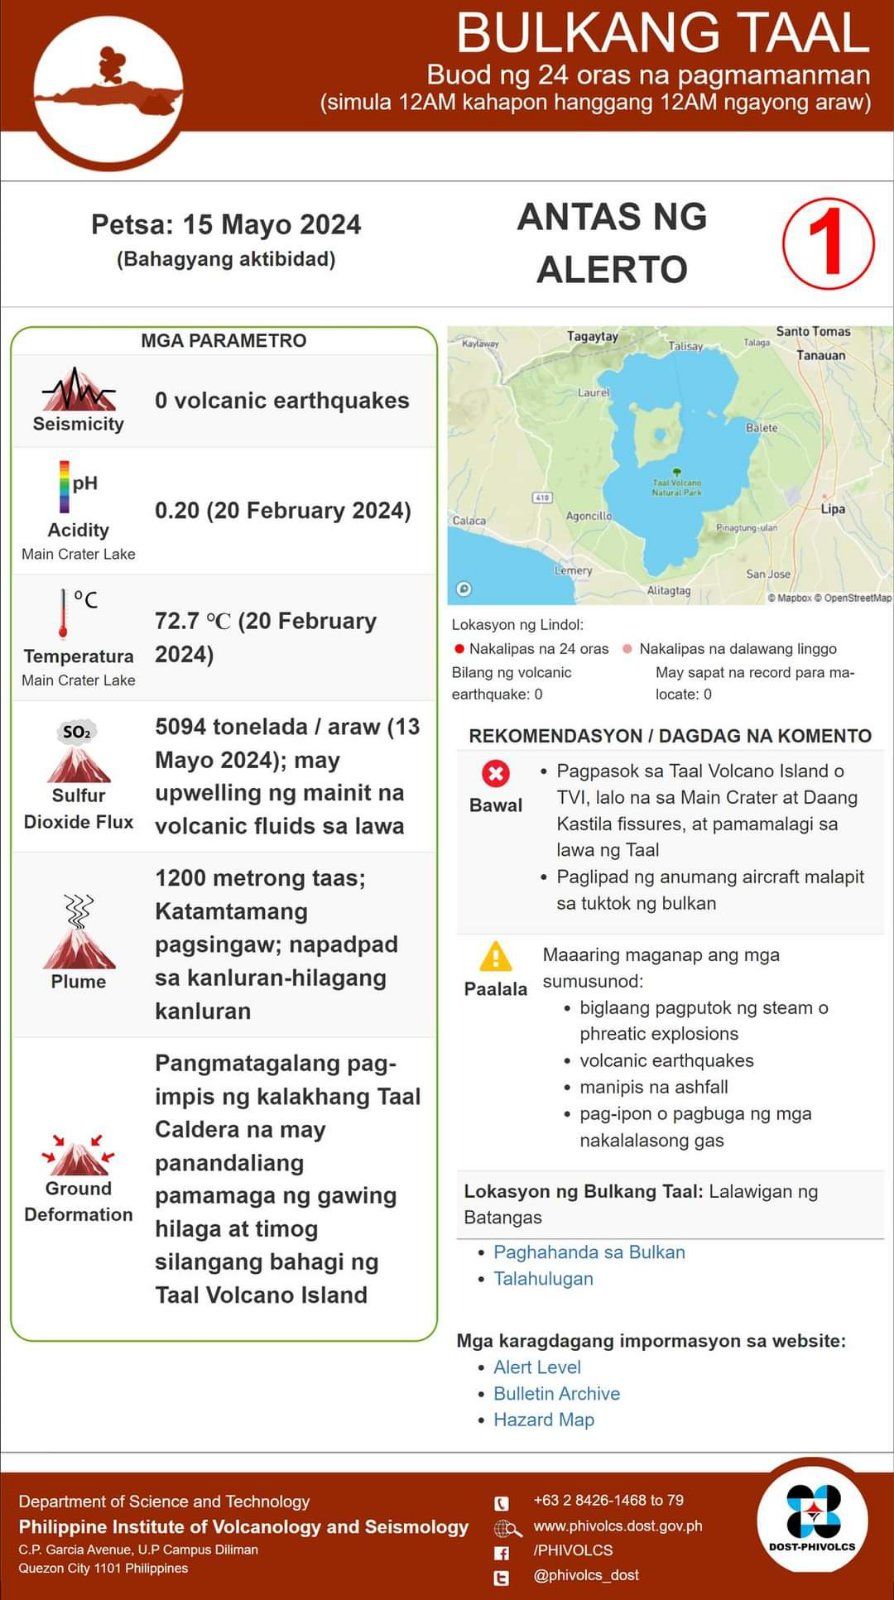 BULKANG TAAL
Buod ng 24 oras na pagmamanman
(simula 12AM kahapon hanggang 12AM ngayong araw)
Petsa: 15 Mayo 2024
(Bahagyang aktibidad)
ANTAS NG
ALERTO
1
MGA PARAMETRO
Seismicity
0 volcanic earthquakes
pH
Acidity
Main Crater Lake
0.20 (20 February 2024)
°C
Temperatura
Main Crater Lake
72.7 °C (20 February
2024)
SO₂
Sulfur
Dioxide Flux
5094 tonelada / araw (13
Mayo 2024); may
upwelling ng mainit na
volcanic fluids sa lawa
Plume
1200 metrong taas;
Katamtamang
pagsingaw; napadpad
sa kanluran-hilagang
kanluran
Ground
Deformation
Pangmatagalang pag-
impis ng kalakhang Taal
Caldera na may
panandaliang
pamamaga ng gawing
hilaga at timog
silangang bahagi ng
Taal Volcano Island
Kaylaway
Tagaytay
Talisay
Talaga
Santo Tomas
Tanauan
Laurel
Balete
Taal Volcano
Natural Park
410
Agoncillo
Lipa
Calaca
Pinagtung-ulan
Lemery
San Jose
Alitagtag
© Mapbox © OpenStreetMap
Lokasyon ng Lindol:
Nakalipas na 24 oras
Nakalipas na dalawang linggo
Bilang ng volcanic
earthquake: 0
May sapat na record para ma-
locate: 0
REKOMENDASYON / DAGDAG NA KOMENTO
Bawal
• Pagpasok sa Taal Volcano Island o
TVI, lalo na sa Main Crater at Daang
Kastila fissures, at pamamalagi sa
lawa ng Taal
• Paglipad ng anumang aircraft malapit
sa tuktok ng bulkan
Paalala
Maaaring maganap ang mga
sumusunod:
• biglaang pagputok ng steam o
phreatic explosions
• volcanic earthquakes
• manipis na ashfall
• pag-ipon o pagbuga ng mga
nakalalasong gas
Lokasyon ng Bulkang Taal: Lalawigan ng
Batangas
• Paghahanda sa Bulkan
• Talahulugan
Mga karagdagang impormasyon sa website:
• Alert Level
• Bulletin Archive
• Hazard Map
Department of Science and Technology
Philippine Institute of Volcanology and Seismology
C.P. Garcia Avenue, U.P Campus Diliman
Quezon City 1101 Philippines
+63 2 8426-1468 to 79
www.phivolcs.dost.gov.ph
/PHIVOLCS
@phivolcs_dost
DOST-PHIVOLCS